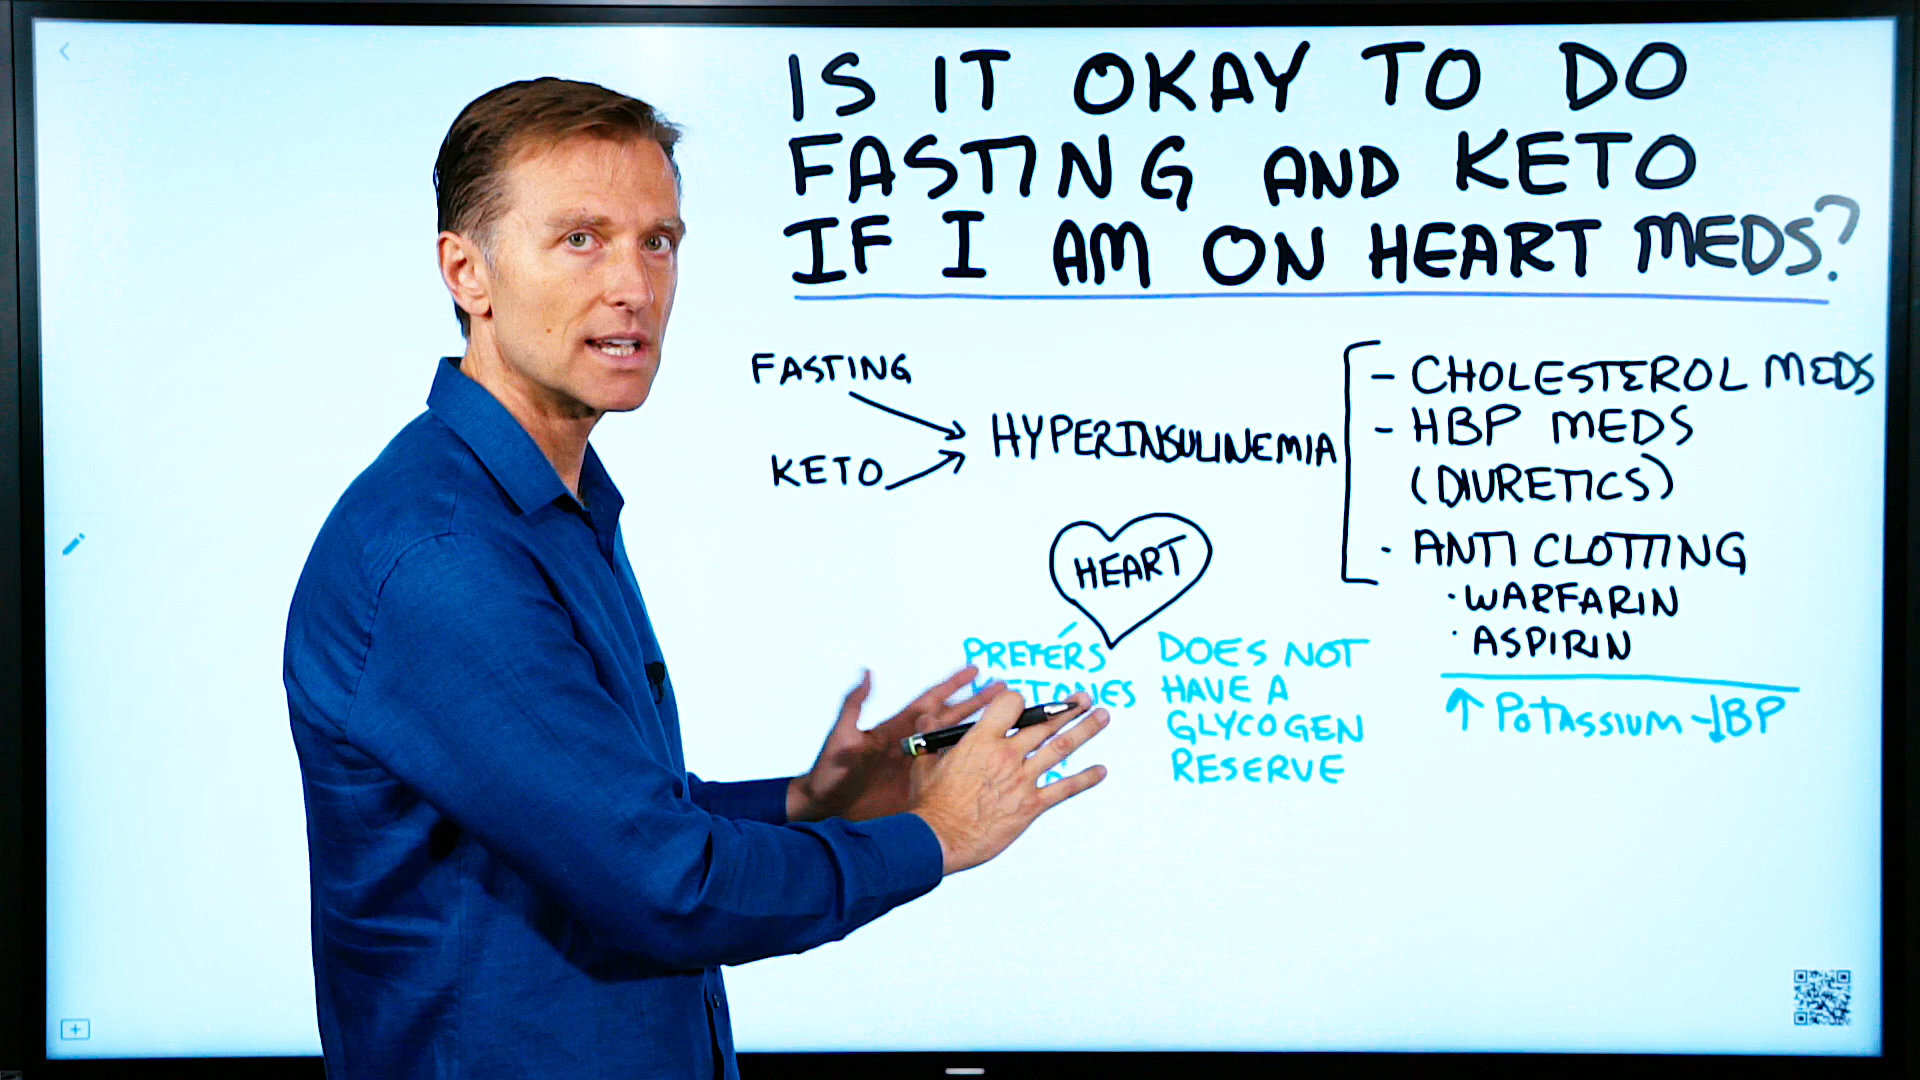 IS IT OKAY TO DO
FASTING AND KETO
IF I AM ON HEART MEDS?
FASTING
KETO
HYPERINSULINEMIA
- CHOLESTEROL MEDS
- HBP MEDS
(DIURETICS)
· ANTI CLOTTING
· WARFARIN
· ASPIRIN
↑ POTASSIUM - ↓BP
HEART
PREFERS
KETONES
DOES NOT
HAVE A
GLYCOGEN
RESERVE